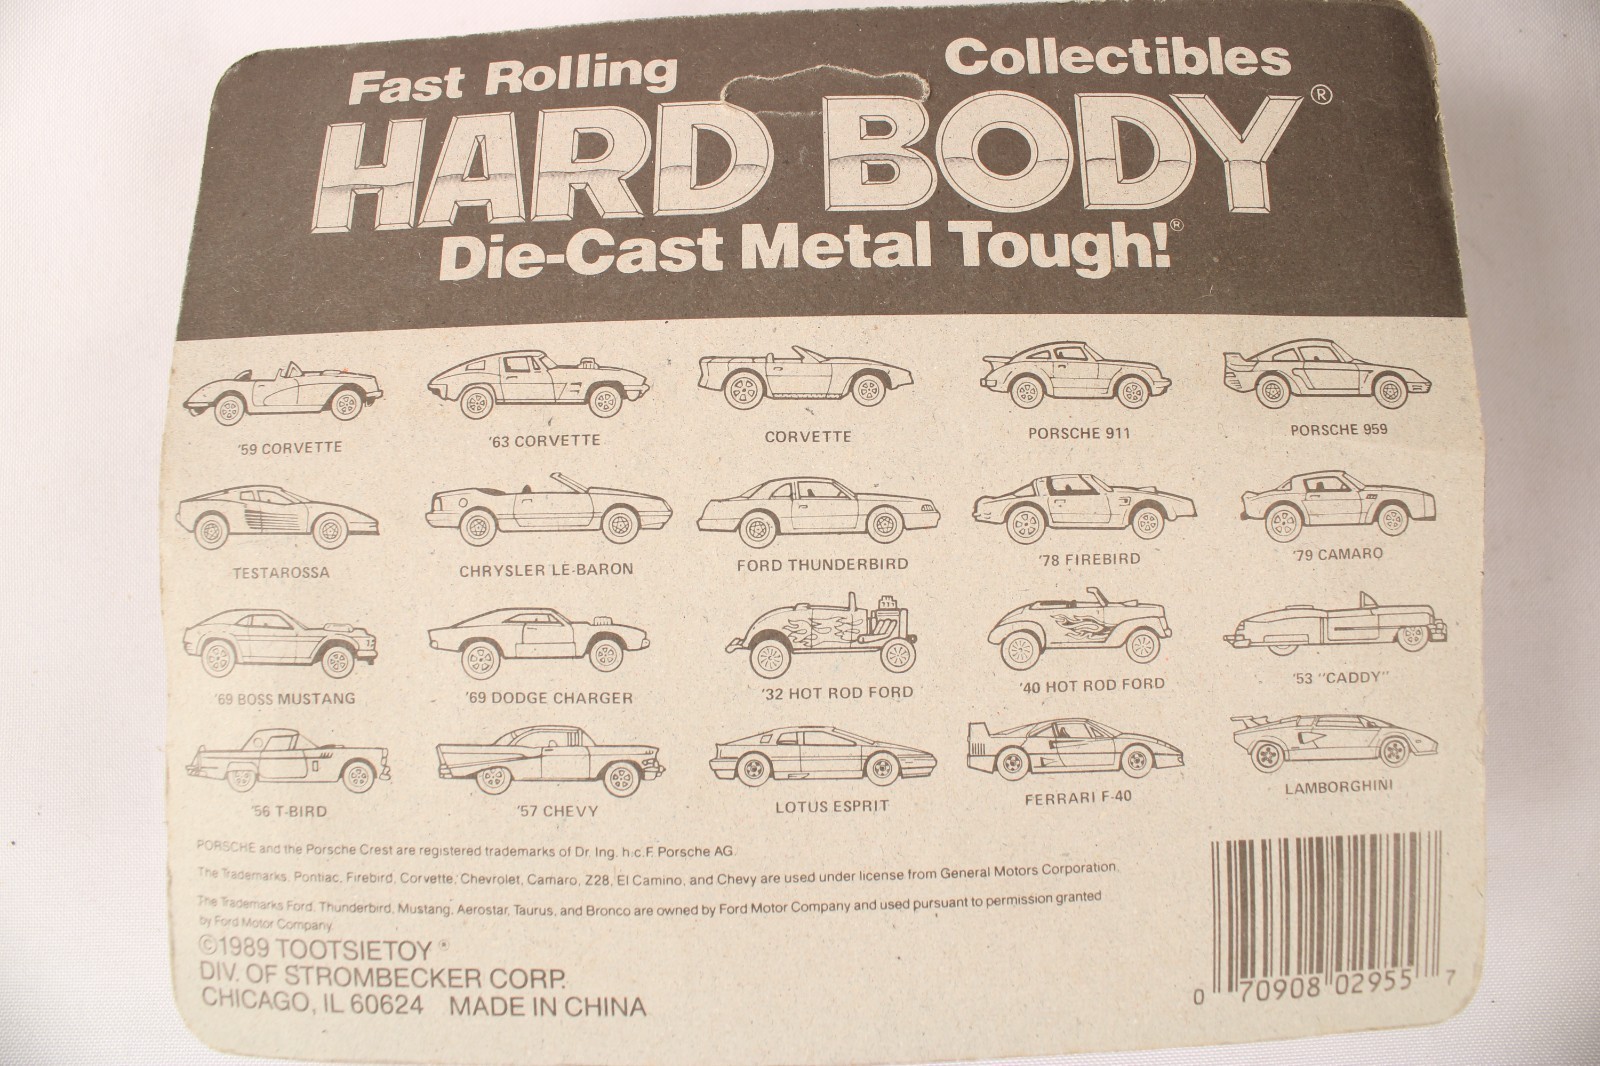 Fast Rolling Collectibles
HARD BODY®
Die-Cast Metal Tough!®
'59 CORVETTE '63 CORVETTE CORVETTE PORSCHE 911 PORSCHE 959
TESTAROSSA CHRYSLER LE-BARON FORD THUNDERBIRD '78 FIREBIRD '79 CAMARO
'69 BOSS MUSTANG '69 DODGE CHARGER '32 HOT ROD FORD '40 HOT ROD FORD '53 "CADDY"
'56 T-BIRD '57 CHEVY LOTUS ESPRIT FERRARI F-40 LAMBORGHINI
PORSCHE and the Porsche Crest are registered trademarks of Dr. Ing. h.c.F. Porsche AG.
The Trademarks, Pontiac, Firebird, Corvette, Chevrolet, Camaro, Z28, El Camino, and Chevy are used under license from General Motors Corporation.
The Trademarks Ford, Thunderbird, Mustang, Aerostar, Taurus, and Bronco are owned by Ford Motor Company and used pursuant to permission granted
by Ford Motor Company.
©1989 TOOTSIETOY®
DIV. OF STROMBECKER CORP.
CHICAGO, IL 60624 MADE IN CHINA
0 70908 02955 7